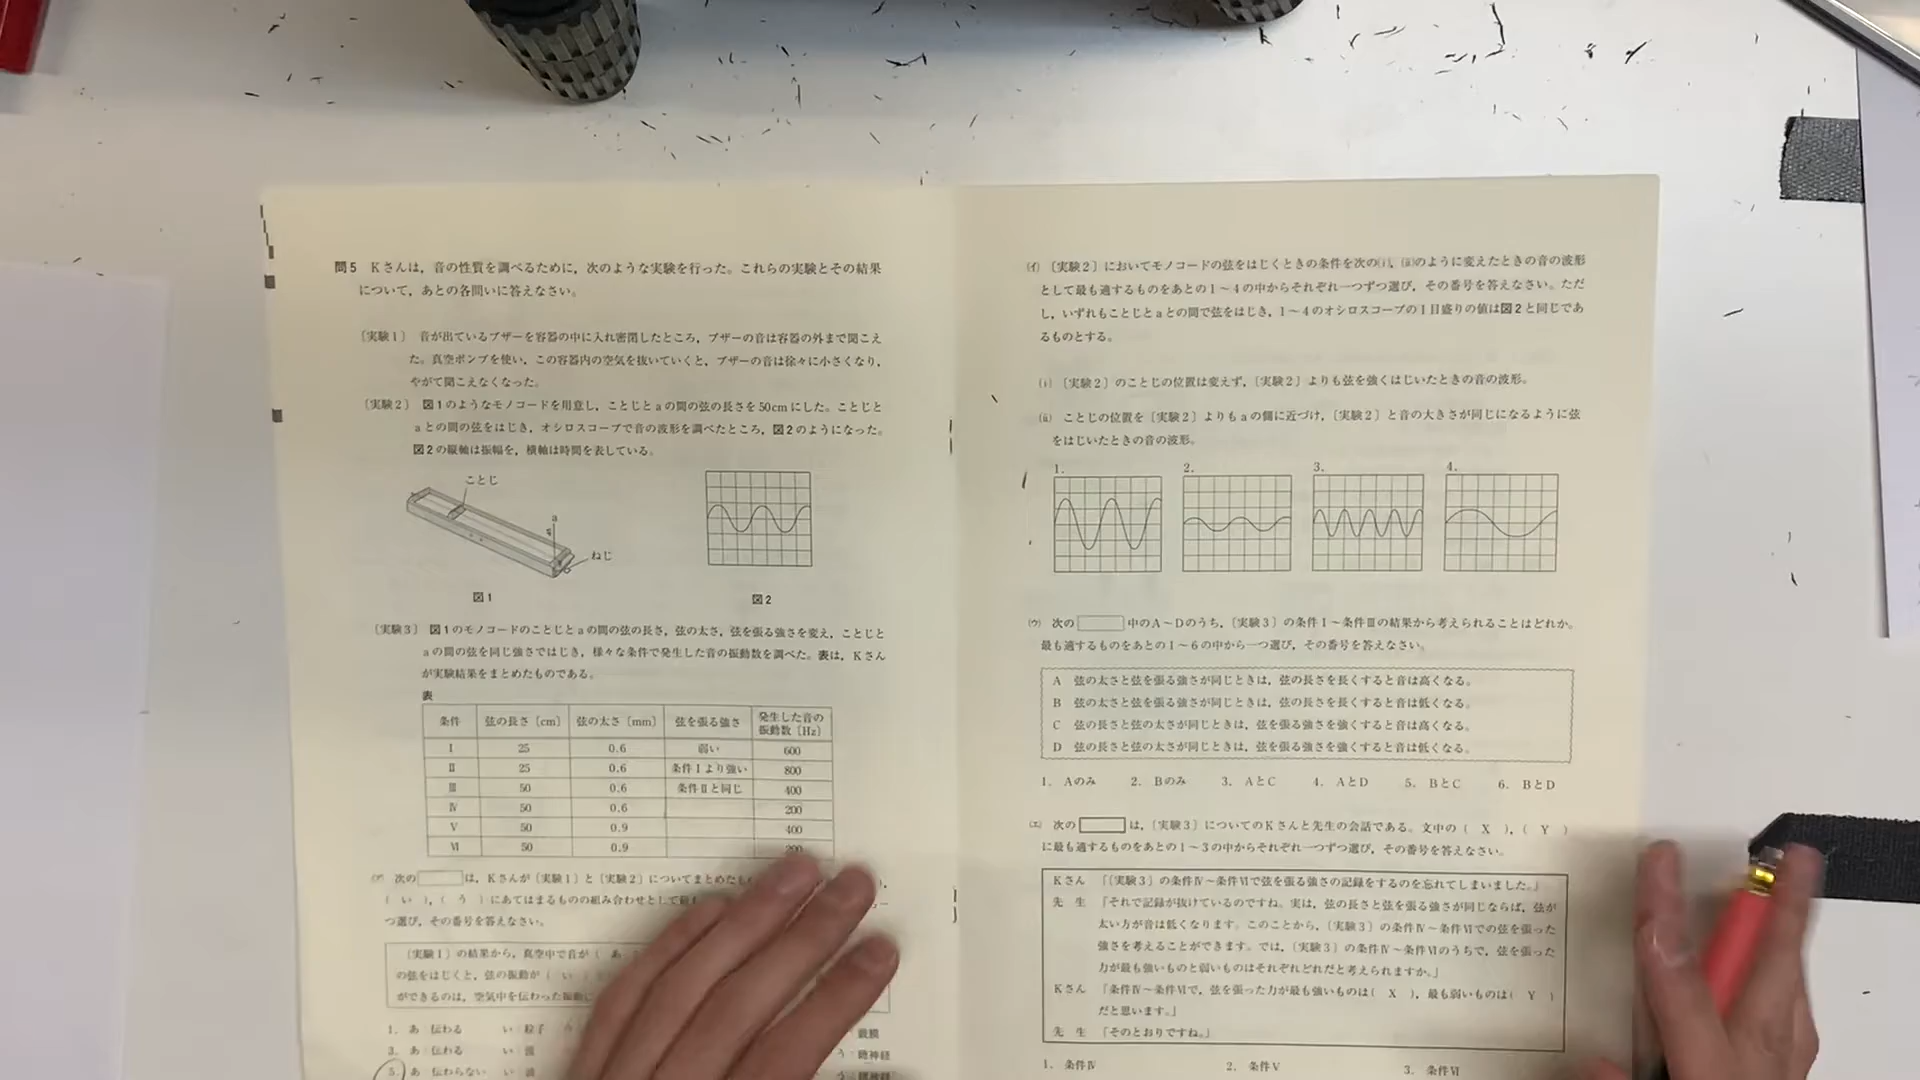 問5 Kさんは，音の性質を調べるために，次のような実験を行った。これらの実験とその結果
について，あとの各問いに答えなさい。
〔実験1〕 音が出ているブザーを容器の中に入れ密閉したところ，ブザーの音は容器の外まで聞こえ
た。真空ポンプを使い，この容器内の空気を抜いていくと，ブザーの音は徐々に小さくなり，
やがて聞こえなくなった。
〔実験2〕 図1のようなモノコードを用意し，ことじとaの間の弦の長さを50cmにした。ことじと
aとの間の弦をはじき，オシロスコープで音の波形を調べたところ，図2のようになった。
図2の縦軸は振幅を，横軸は時間を表している。
ことじ
a
ねじ
図1
図2
〔実験3〕 図1のモノコードのことじとaの間の弦の長さ，弦の太さ，弦を張る強さを変え，ことじと
aの間の弦を同じ強さではじき，様々な条件で発生した音の振動数を調べた。表は，Kさん
が実験結果をまとめたものである。
表
条件 弦の長さ〔cm〕 弦の太さ〔mm〕 弦を張る強さ 発生した音の振動数〔Hz〕
Ⅰ 25 0.6 弱い 600
Ⅱ 25 0.6 条件Ⅰより強い 800
Ⅲ 50 0.6 条件Ⅱと同じ 400
Ⅳ 50 0.6 200
Ⅴ 50 0.9 400
Ⅵ 50 0.9 200
(ア) 次の は，Kさんが〔実験1〕と〔実験2〕についてまとめたも
( い )，( う )にあてはまるものの組み合わせとして最も
つ選び，その番号を答えなさい。
〔実験1〕の結果から，真空中で音が( あ
の弦をはじくと，弦の振動が( い )
ができるのは，空気中を伝わった振動
1. あ：伝わる い：粒子 鼓膜
3. あ：伝わる い：波 う：聴神経
5. あ：伝わらない い：波 う：聴神経
(イ) 〔実験2〕においてモノコードの弦をはじくときの条件を次の(ⅰ)，(ⅱ)のように変えたときの音の波形
として最も適するものをあとの1～4の中からそれぞれ一つずつ選び，その番号を答えなさい。ただ
し，いずれもことじとaとの間で弦をはじき，1～4のオシロスコープの1目盛りの値は図2と同じであ
るものとする。
(ⅰ) 〔実験2〕のことじの位置は変えず，〔実験2〕よりも弦を強くはじいたときの音の波形。
(ⅱ) ことじの位置を〔実験2〕よりもaの側に近づけ，〔実験2〕と音の大きさが同じになるように弦
をはじいたときの音の波形。
1. 2. 3. 4.
(ウ) 次の 中のA～Dのうち，〔実験3〕の条件Ⅰ～条件Ⅲの結果から考えられることはどれか。
最も適するものをあとの1～6の中から一つ選び，その番号を答えなさい。
A 弦の太さと弦を張る強さが同じときは，弦の長さを長くすると音は高くなる。
B 弦の太さと弦を張る強さが同じときは，弦の長さを長くすると音は低くなる。
C 弦の長さと弦の太さが同じときは，弦を張る強さを強くすると音は高くなる。
D 弦の長さと弦の太さが同じときは，弦を張る強さを強くすると音は低くなる。
1. Aのみ 2. Bのみ 3. AとC 4. AとD 5. BとC 6. BとD
(エ) 次の は，〔実験3〕についてのKさんと先生の会話である。文中の( X )，( Y )
に最も適するものをあとの1～3の中からそれぞれ一つずつ選び，その番号を答えなさい。
Kさん 「〔実験3〕の条件Ⅳ～条件Ⅵで弦を張る強さの記録をするのを忘れてしまいました。」
先 生 「それで記録が抜けているのですね。実は，弦の長さと弦を張る強さが同じならば，弦が
太い方が音は低くなります。このことから，〔実験3〕の条件Ⅳ～条件Ⅵでの弦を張った
強さを考えることができます。では，〔実験3〕の条件Ⅳ～条件Ⅵのうちで，弦を張った
力が最も強いものと弱いものはそれぞれどれだと考えられますか。」
Kさん 「条件Ⅳ～条件Ⅵで，弦を張った力が最も強いものは( X )，最も弱いものは( Y )
だと思います。」
先 生 「そのとおりですね。」
1. 条件Ⅳ 2. 条件Ⅴ 3. 条件Ⅵ